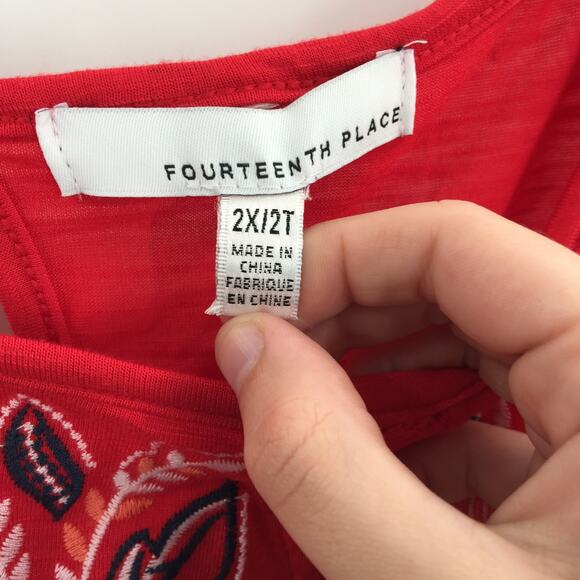 FOURTEENTH PLACE
2X/2T
MADE IN
CHINA
FABRIQUE
EN CHINE